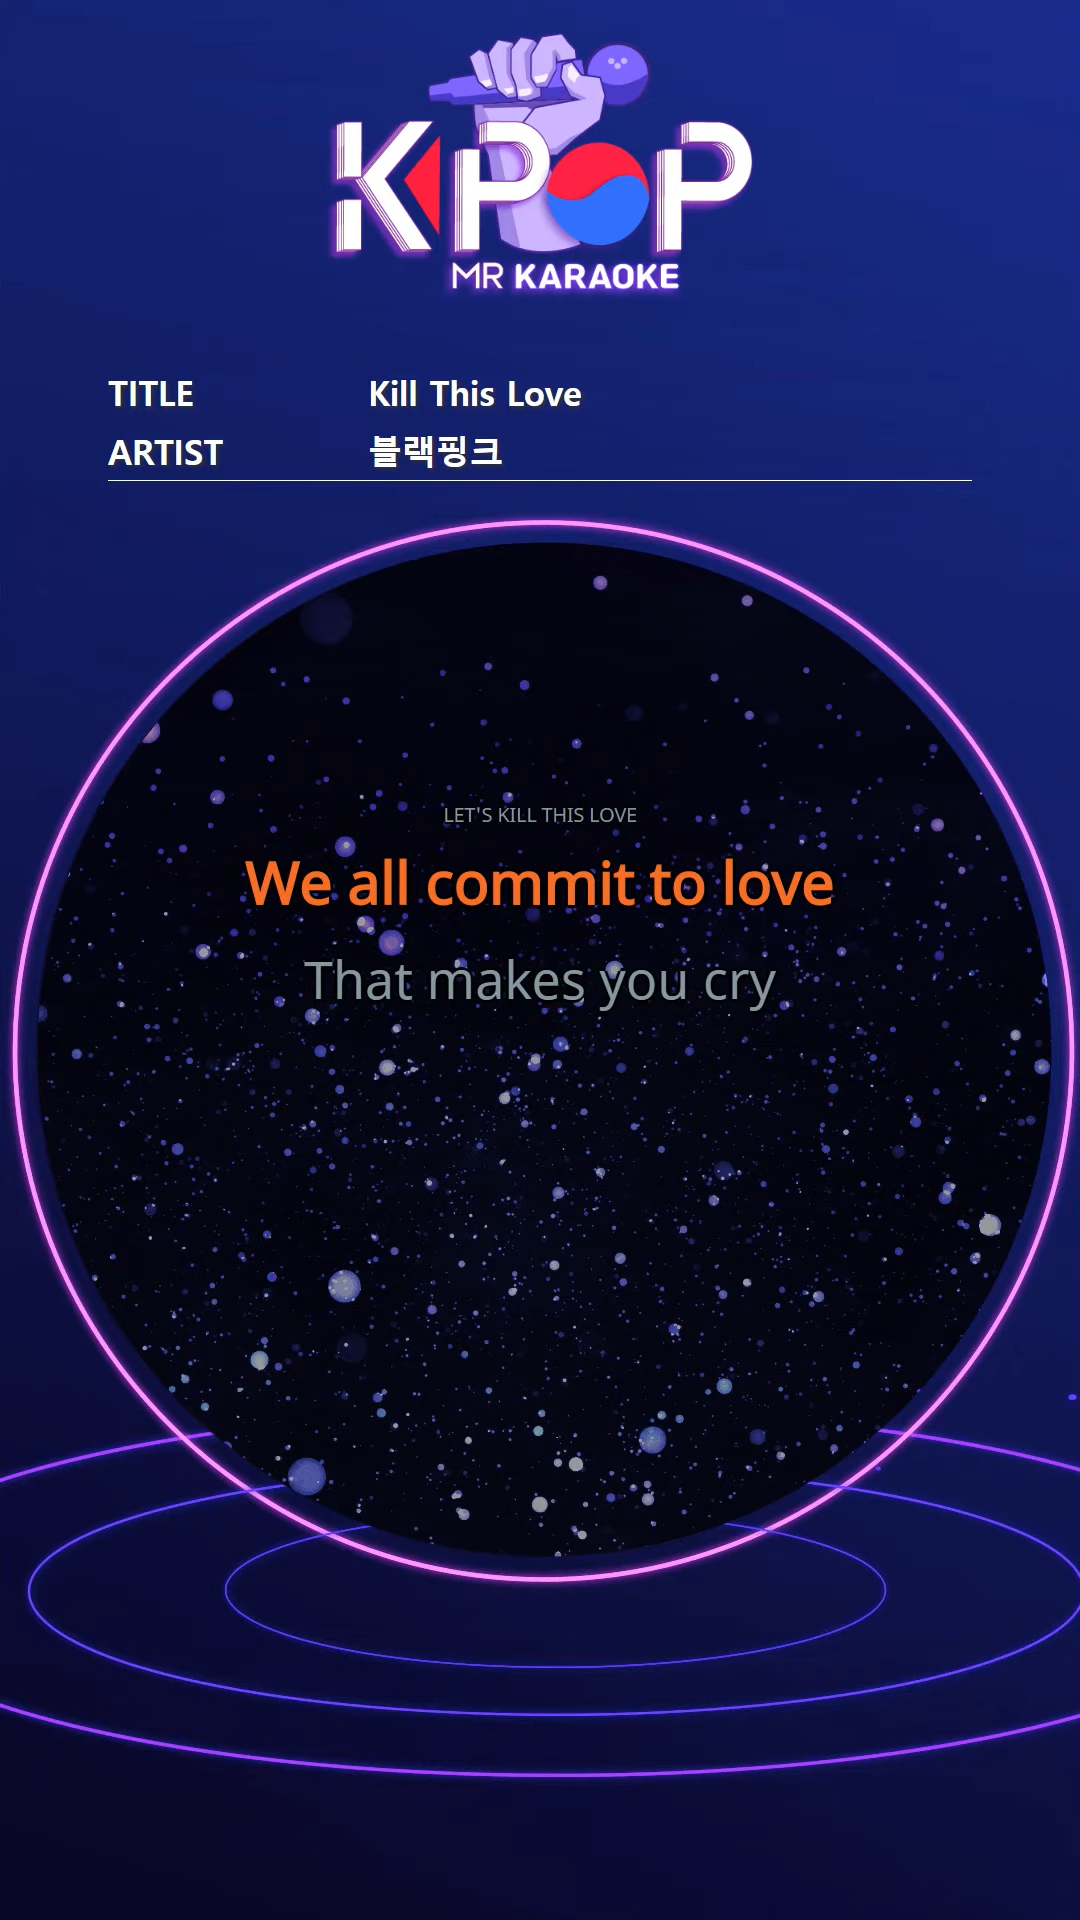 KPOP
MR KARAOKE
TITLE Kill This Love
ARTIST 블랙핑크
LET'S KILL THIS LOVE
We all commit to love
That makes you cry